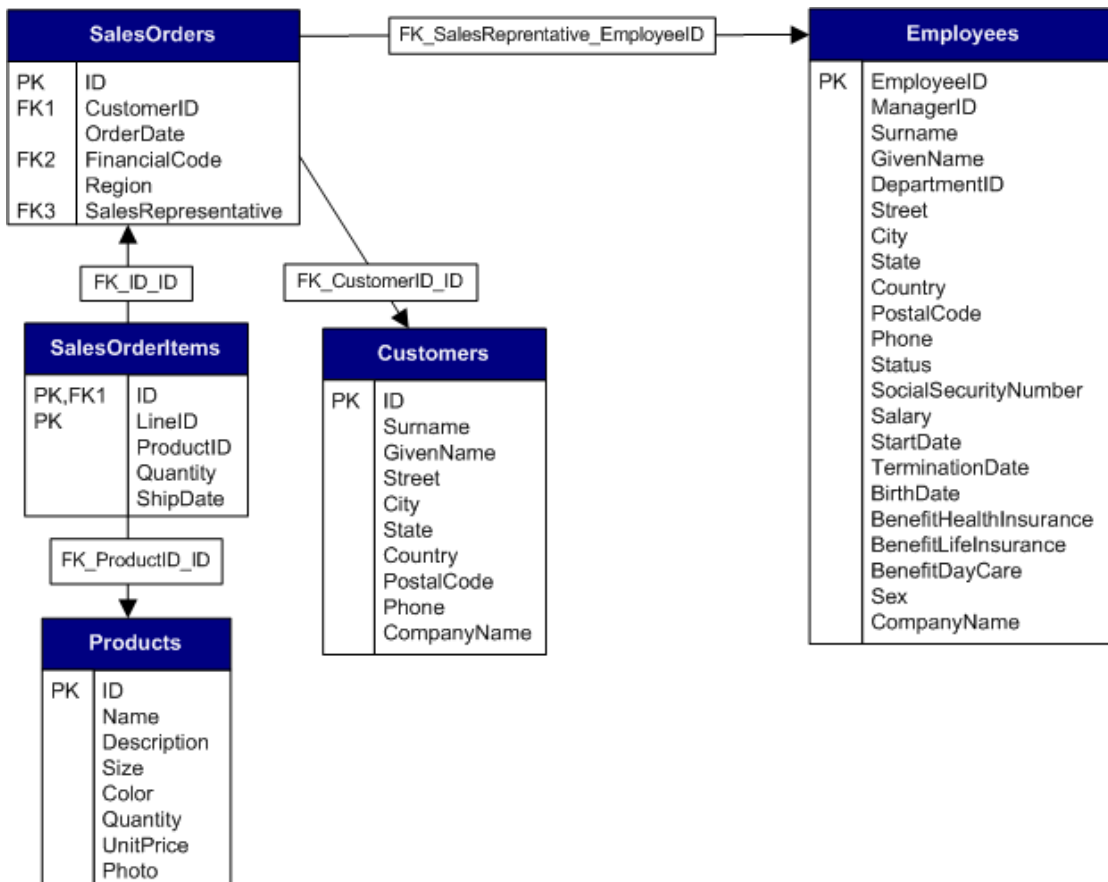 SalesOrders
PK ID
FK1 CustomerID
OrderDate
FK2 FinancialCode
Region
FK3 SalesRepresentative
FK_SalesReprentative_EmployeeID
Employees
PK EmployeeID
ManagerID
Surname
GivenName
DepartmentID
Street
City
State
Country
PostalCode
Phone
Status
SocialSecurityNumber
Salary
StartDate
TerminationDate
BirthDate
BenefitHealthInsurance
BenefitLifeInsurance
BenefitDayCare
Sex
CompanyName
FK_ID_ID
FK_CustomerID_ID
SalesOrderItems
PK,FK1 ID
PK LineID
ProductID
Quantity
ShipDate
Customers
PK ID
Surname
GivenName
Street
City
State
Country
PostalCode
Phone
CompanyName
FK_ProductID_ID
Products
PK ID
Name
Description
Size
Color
Quantity
UnitPrice
Photo